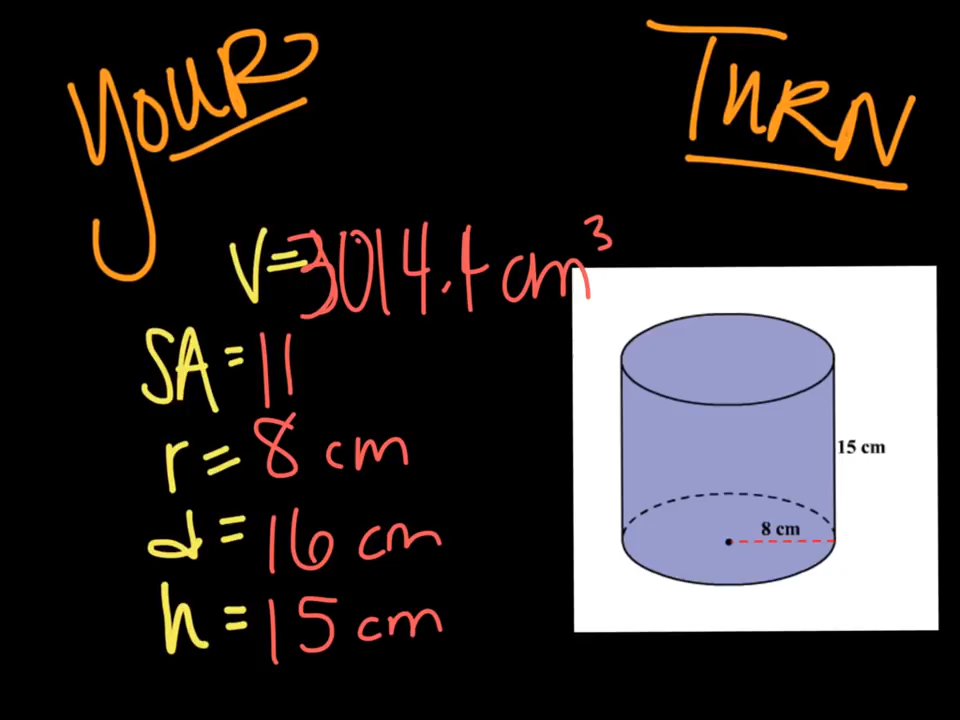 YOUR TURN
V=3014.4 cm³
SA=11
r=8 cm
d=16 cm
h=15 cm
15 cm
8 cm